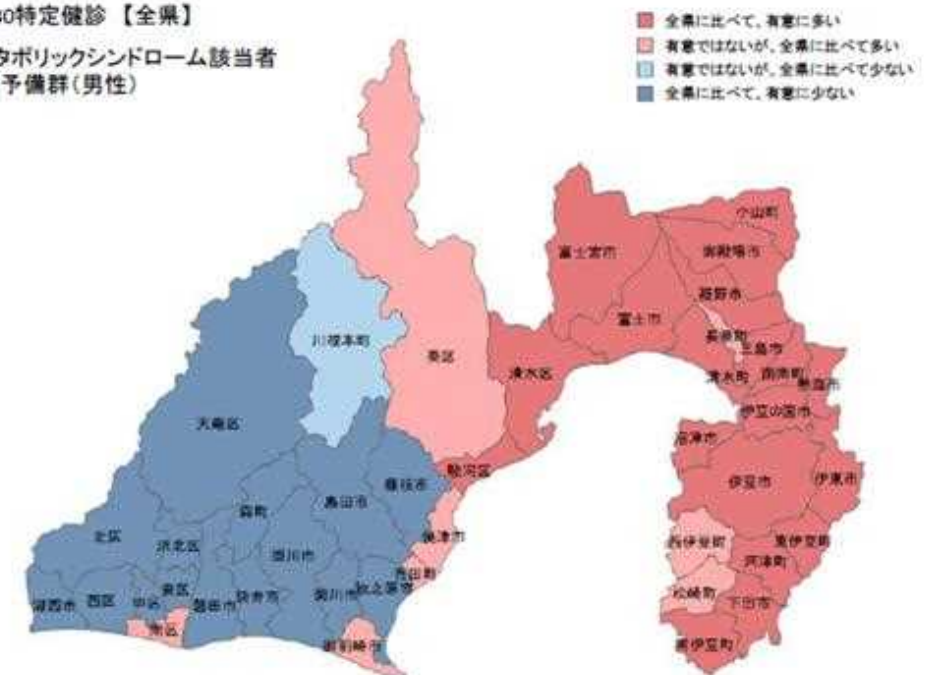 30特定健診 【全県】
タボリックシンドローム該当者
予備群(男性)
全県に比べて、有意に多い
有意ではないが、全県に比べて多い
有意ではないが、全県に比べて少ない
全県に比べて、有意に少ない
小山町
富士宮市
御殿場市
裾野市
富士市
長泉町
三島市
川根本町
葵区
清水区
清水町
函南町
熱海市
伊豆の国市
天竜区
沼津市
駿河区
伊豆市
伊東市
藤枝市
島田市
森町
北区
浜北区
掛川市
焼津市
西伊豆町
東伊豆町
河津町
吉田町
湖西市
西区
中区
東区
磐田市
袋井市
菊川市
牧之原市
松崎町
下田市
南区
御前崎市
南伊豆町